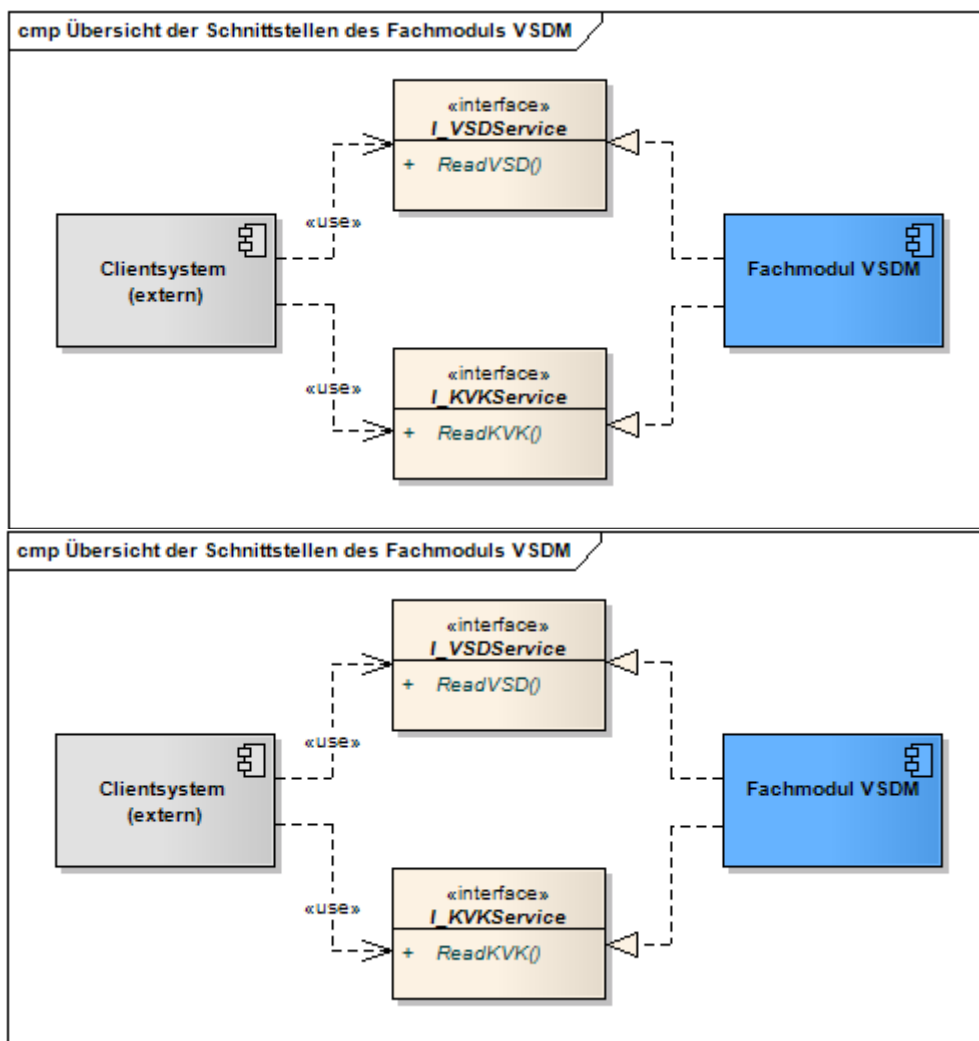 cmp Übersicht der Schnittstellen des Fachmoduls VSDM
«interface»
I_VSDService
+ ReadVSD()
«use»
Clientsystem
(extern)
Fachmodul VSDM
«use»
«interface»
I_KVKService
+ ReadKVK()
cmp Übersicht der Schnittstellen des Fachmoduls VSDM
«interface»
I_VSDService
+ ReadVSD()
«use»
Clientsystem
(extern)
Fachmodul VSDM
«use»
«interface»
I_KVKService
+ ReadKVK()